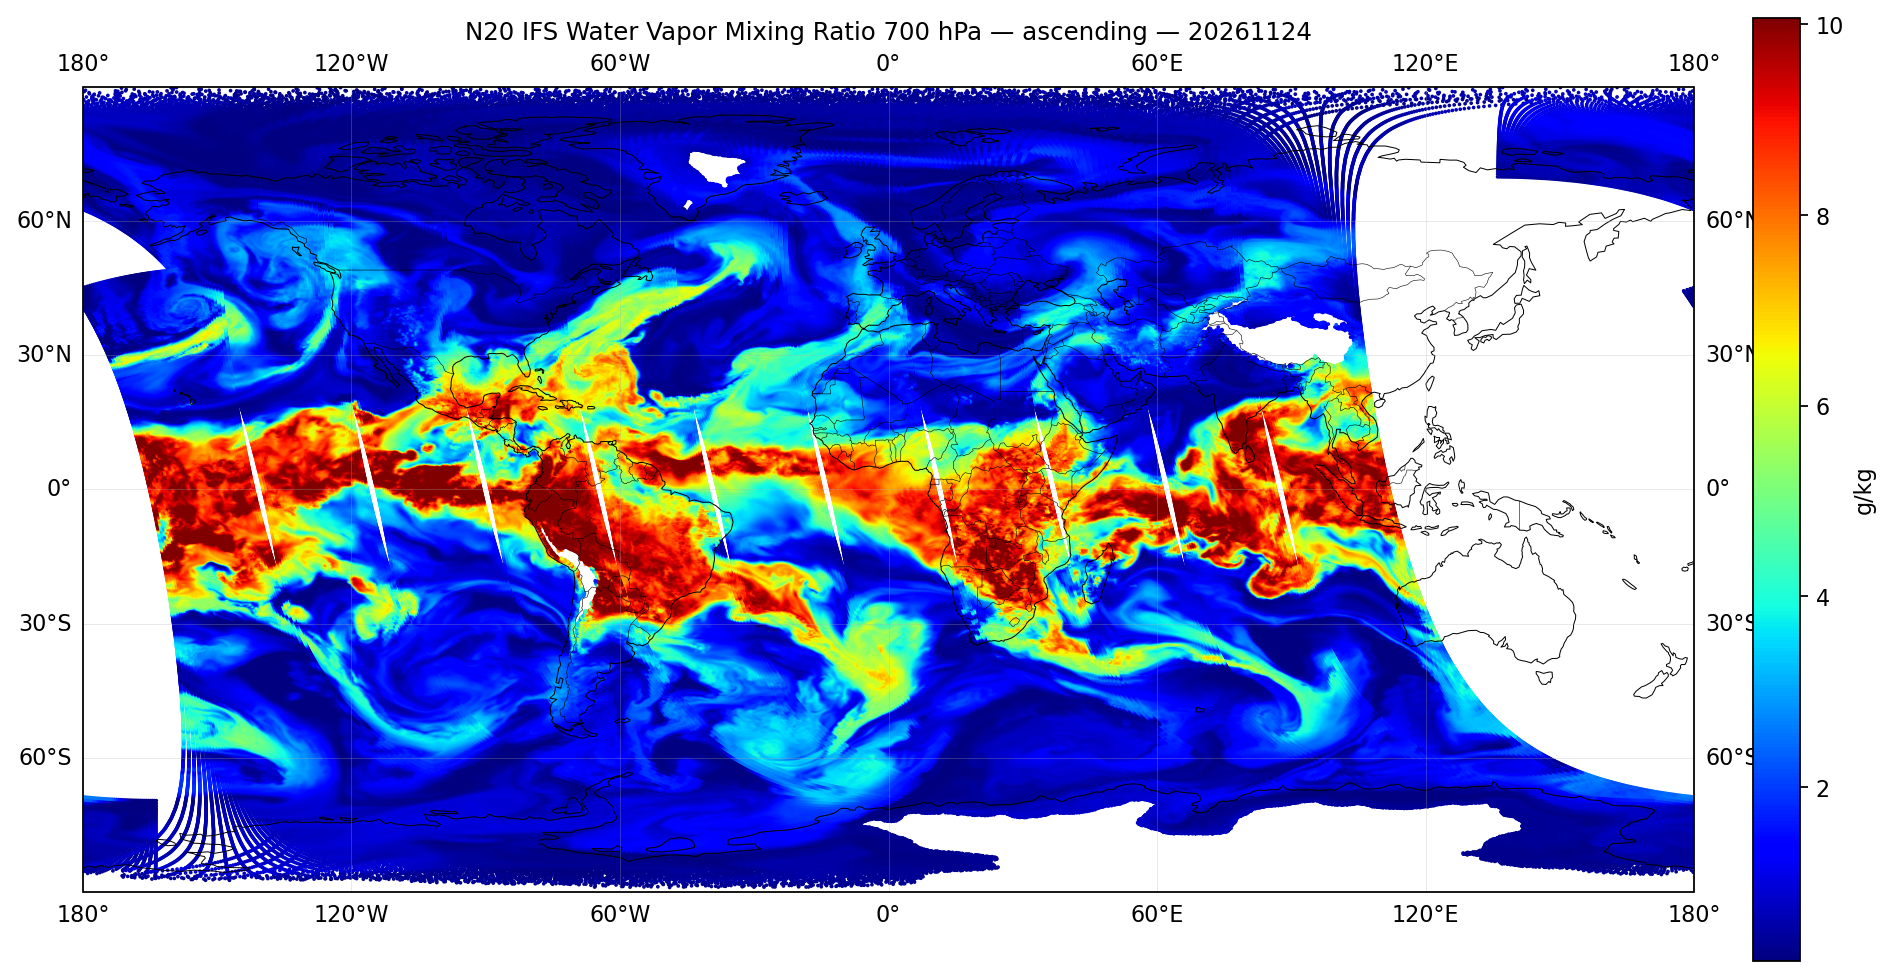 N20 IFS Water Vapor Mixing Ratio 700 hPa — ascending — 20261124
180° 120°W 60°W 0° 60°E 120°E 180°
10
8
6
4
2
g/kg
60°N 60°N
30°N 30°N
0° 0°
30°S 30°S
60°S 60°S
180° 120°W 60°W 0° 60°E 120°E 180°